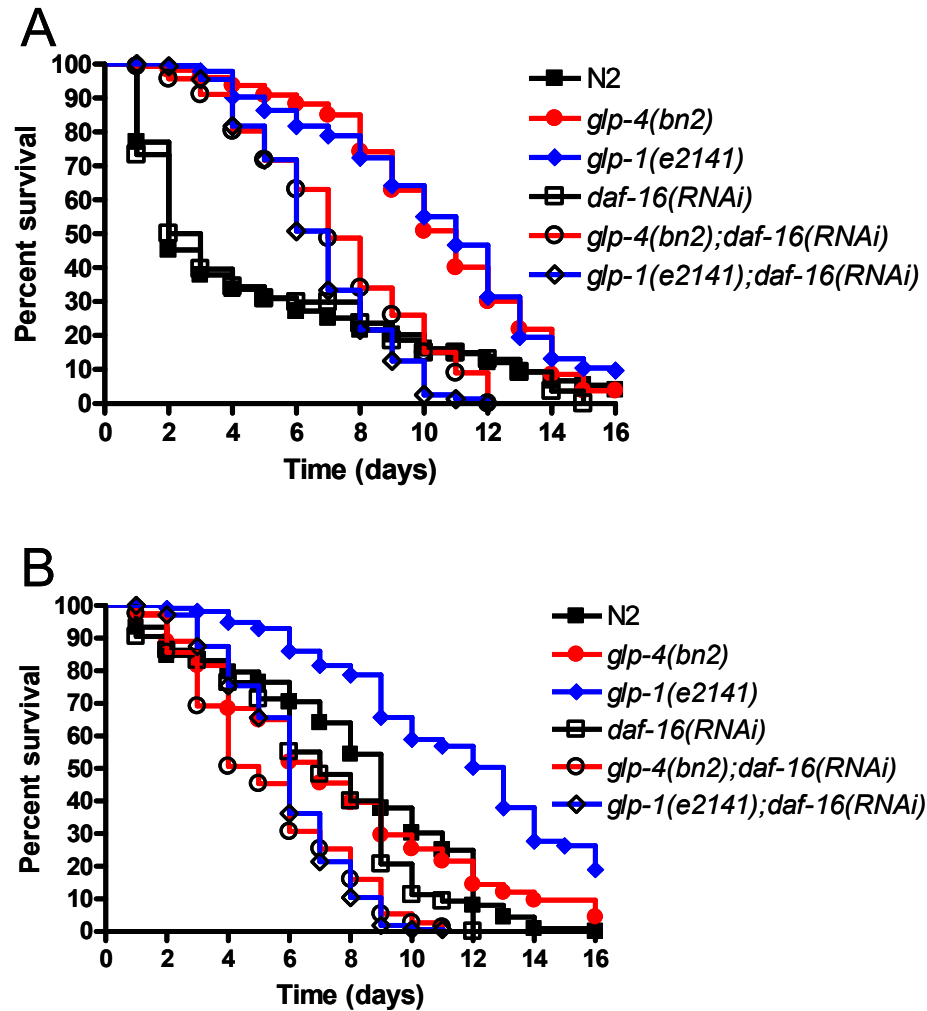 A
Percent survival
100
90
80
70
60
50
40
30
20
10
0
0 2 4 6 8 10 12 14 16
Time (days)
N2
glp-4(bn2)
glp-1(e2141)
daf-16(RNAi)
glp-4(bn2);daf-16(RNAi)
glp-1(e2141);daf-16(RNAi)
B
Percent survival
100
90
80
70
60
50
40
30
20
10
0
0 2 4 6 8 10 12 14 16
Time (days)
N2
glp-4(bn2)
glp-1(e2141)
daf-16(RNAi)
glp-4(bn2);daf-16(RNAi)
glp-1(e2141);daf-16(RNAi)